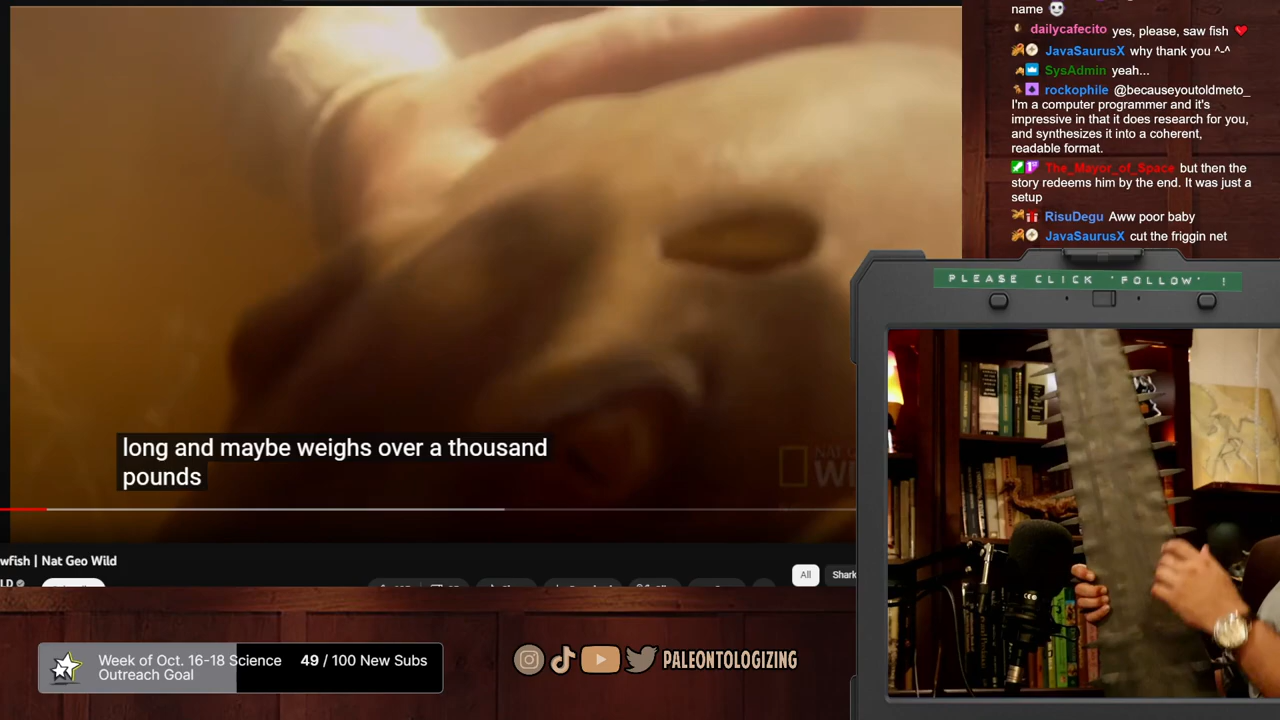 name
dailycafecito yes, please, saw fish
JavaSaurusX why thank you ^-^
SysAdmin yeah...
rockophile @becauseyoutoldmeto_
I'm a computer programmer and it's
impressive in that it does research for you,
and synthesizes it into a coherent,
readable format.
The_Mayor_of_Space but then the
story redeems him by the end. It was just a
setup
RisuDegu Aww poor baby
JavaSaurusX cut the friggin net
PLEASE CLICK 'FOLLOW' !
long and maybe weighs over a thousand
pounds
NAT G
WI
wfish | Nat Geo Wild
LD
All
Shark
Week of Oct. 16-18 Science
Outreach Goal
49 / 100 New Subs
PALEONTOLOGIZING